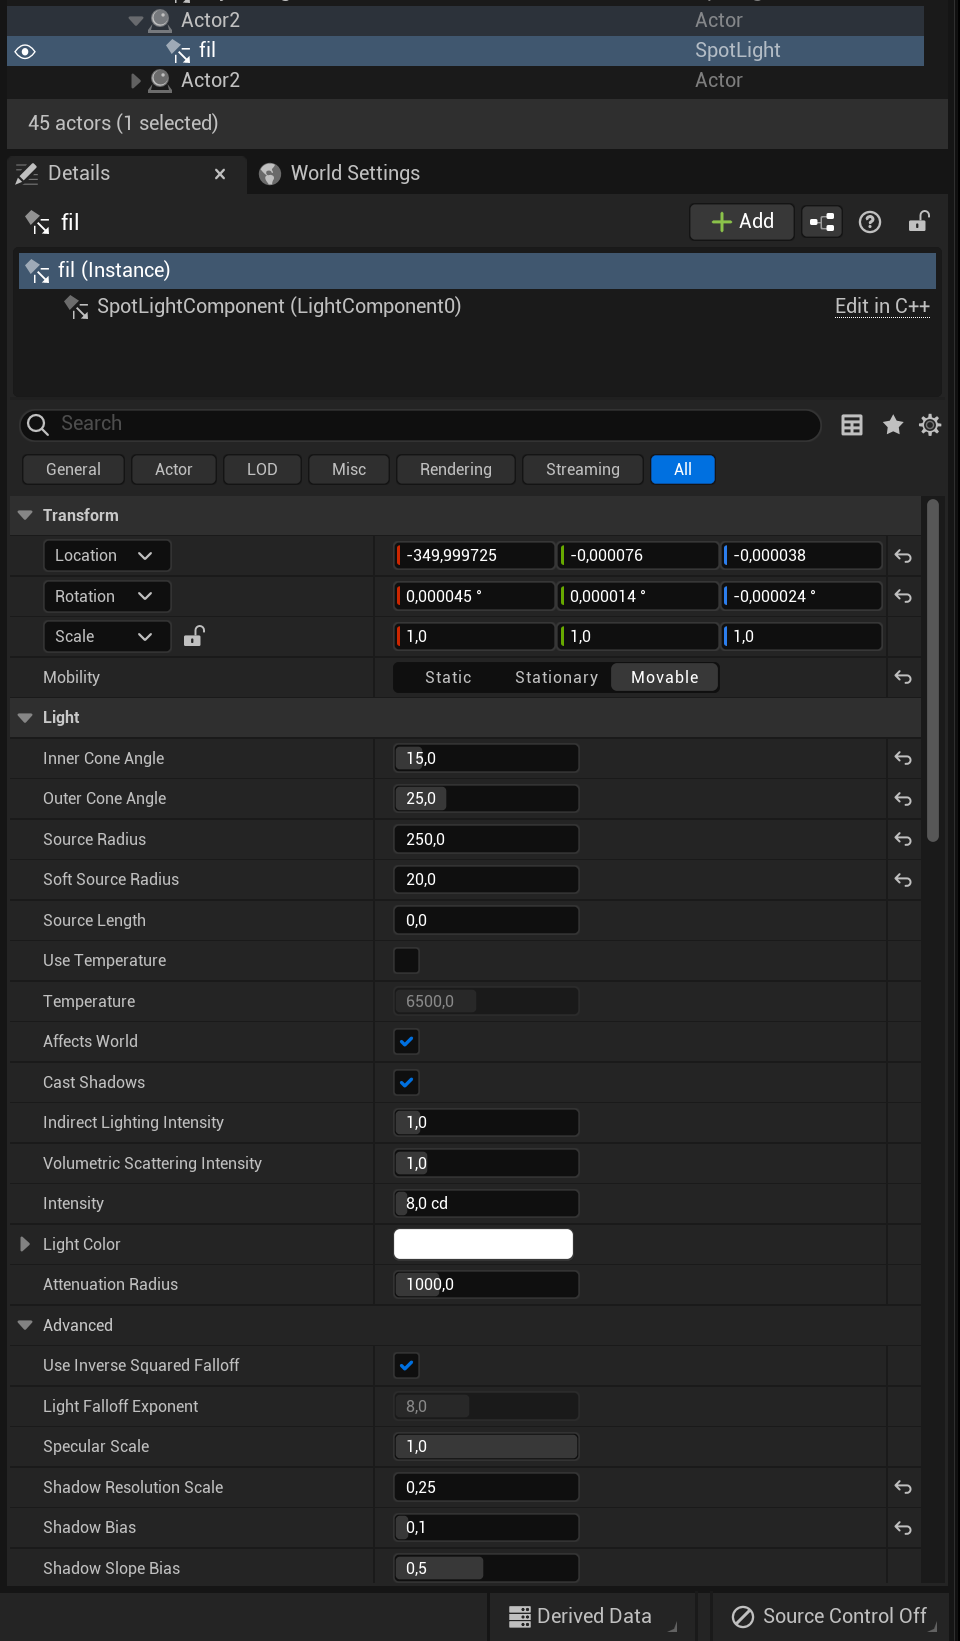 Actor2 Actor
fil SpotLight
Actor2 Actor
45 actors (1 selected)
Details × World Settings
fil + Add
fil (Instance)
SpotLightComponent (LightComponent0) Edit in C++
Search
General Actor LOD Misc Rendering Streaming All
Transform
Location -349,999725 -0,000076 -0,000038
Rotation 0,000045 ° 0,000014 ° -0,000024 °
Scale 1,0 1,0 1,0
Mobility Static Stationary Movable
Light
Inner Cone Angle 15,0
Outer Cone Angle 25,0
Source Radius 250,0
Soft Source Radius 20,0
Source Length 0,0
Use Temperature
Temperature 6500,0
Affects World
Cast Shadows
Indirect Lighting Intensity 1,0
Volumetric Scattering Intensity 1,0
Intensity 8,0 cd
Light Color
Attenuation Radius 1000,0
Advanced
Use Inverse Squared Falloff
Light Falloff Exponent 8,0
Specular Scale 1,0
Shadow Resolution Scale 0,25
Shadow Bias 0,1
Shadow Slope Bias 0,5
Derived Data Source Control Off